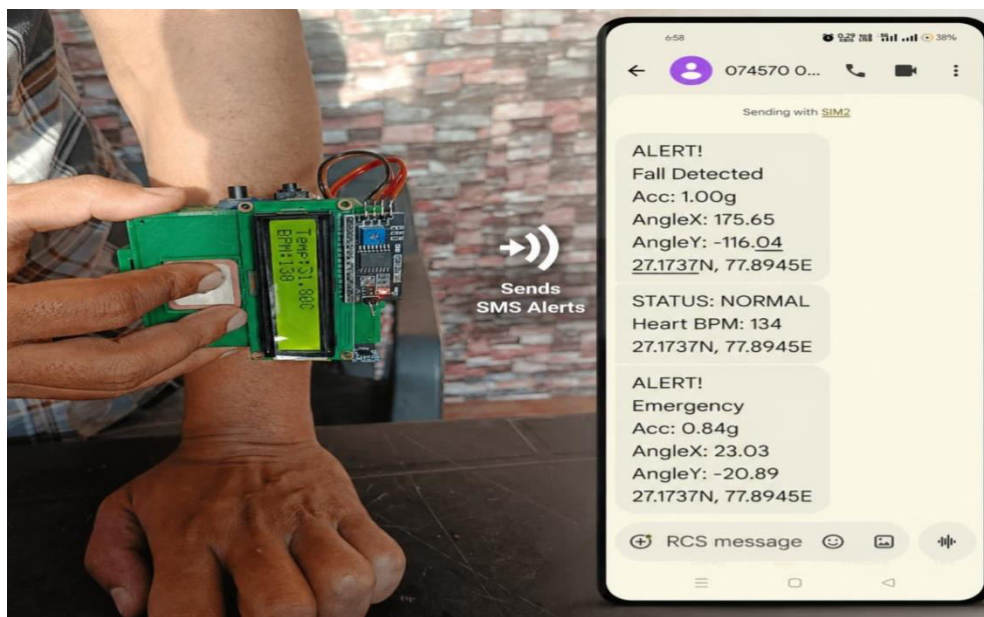 Temp:31.80C
BPM:130
Sends
SMS Alerts
6:58
38%
074570 0...
Sending with SIM2
ALERT!
Fall Detected
Acc: 1.00g
AngleX: 175.65
AngleY: -116.04
27.1737N, 77.8945E
STATUS: NORMAL
Heart BPM: 134
27.1737N, 77.8945E
ALERT!
Emergency
Acc: 0.84g
AngleX: 23.03
AngleY: -20.89
27.1737N, 77.8945E
RCS message